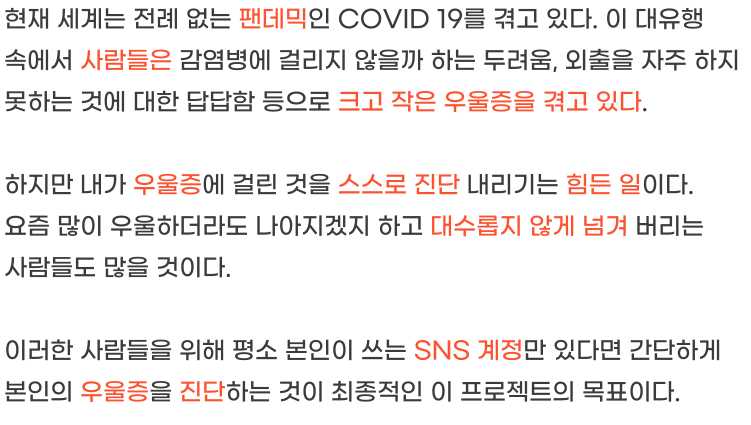 현재 세계는 전례 없는 팬데믹인 COVID 19를 겪고 있다. 이 대유행
속에서 사람들은 감염병에 걸리지 않을까 하는 두려움, 외출을 자주 하지
못하는 것에 대한 답답함 등으로 크고 작은 우울증을 겪고 있다.
하지만 내가 우울증에 걸린 것을 스스로 진단 내리기는 힘든 일이다.
요즘 많이 우울하더라도 나아지겠지 하고 대수롭지 않게 넘겨 버리는
사람들도 많을 것이다.
이러한 사람들을 위해 평소 본인이 쓰는 SNS 계정만 있다면 간단하게
본인의 우울증을 진단하는 것이 최종적인 이 프로젝트의 목표이다.